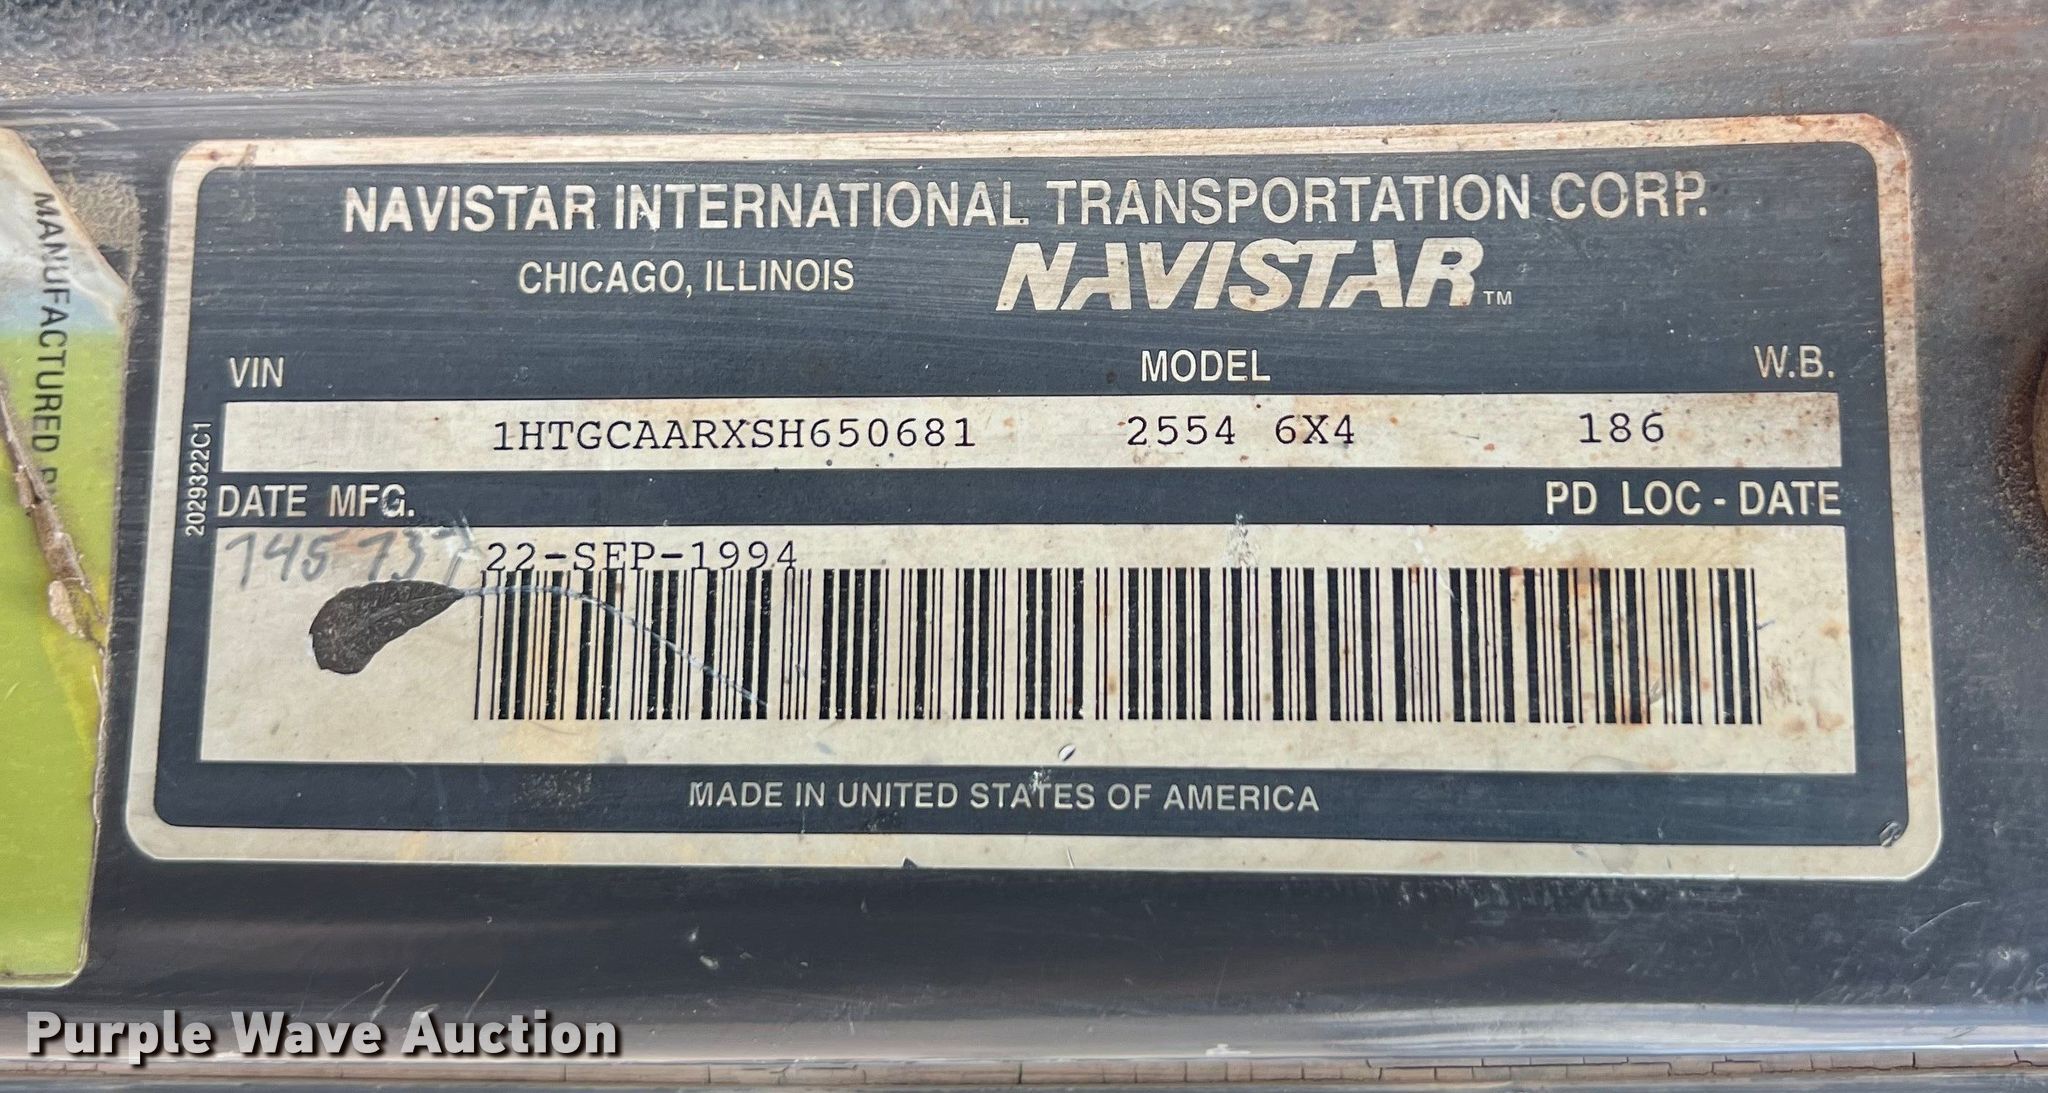 NAVISTAR INTERNATIONAL TRANSPORTATION CORP.
CHICAGO, ILLINOIS NAVISTAR TM
VIN MODEL W.B.
1HTGCAARXSH650681 2554 6X4 186
DATE MFG. PD LOC - DATE
22-SEP-1994
MADE IN UNITED STATES OF AMERICA
2029322C1
MANUFACTURED
Purple Wave Auction